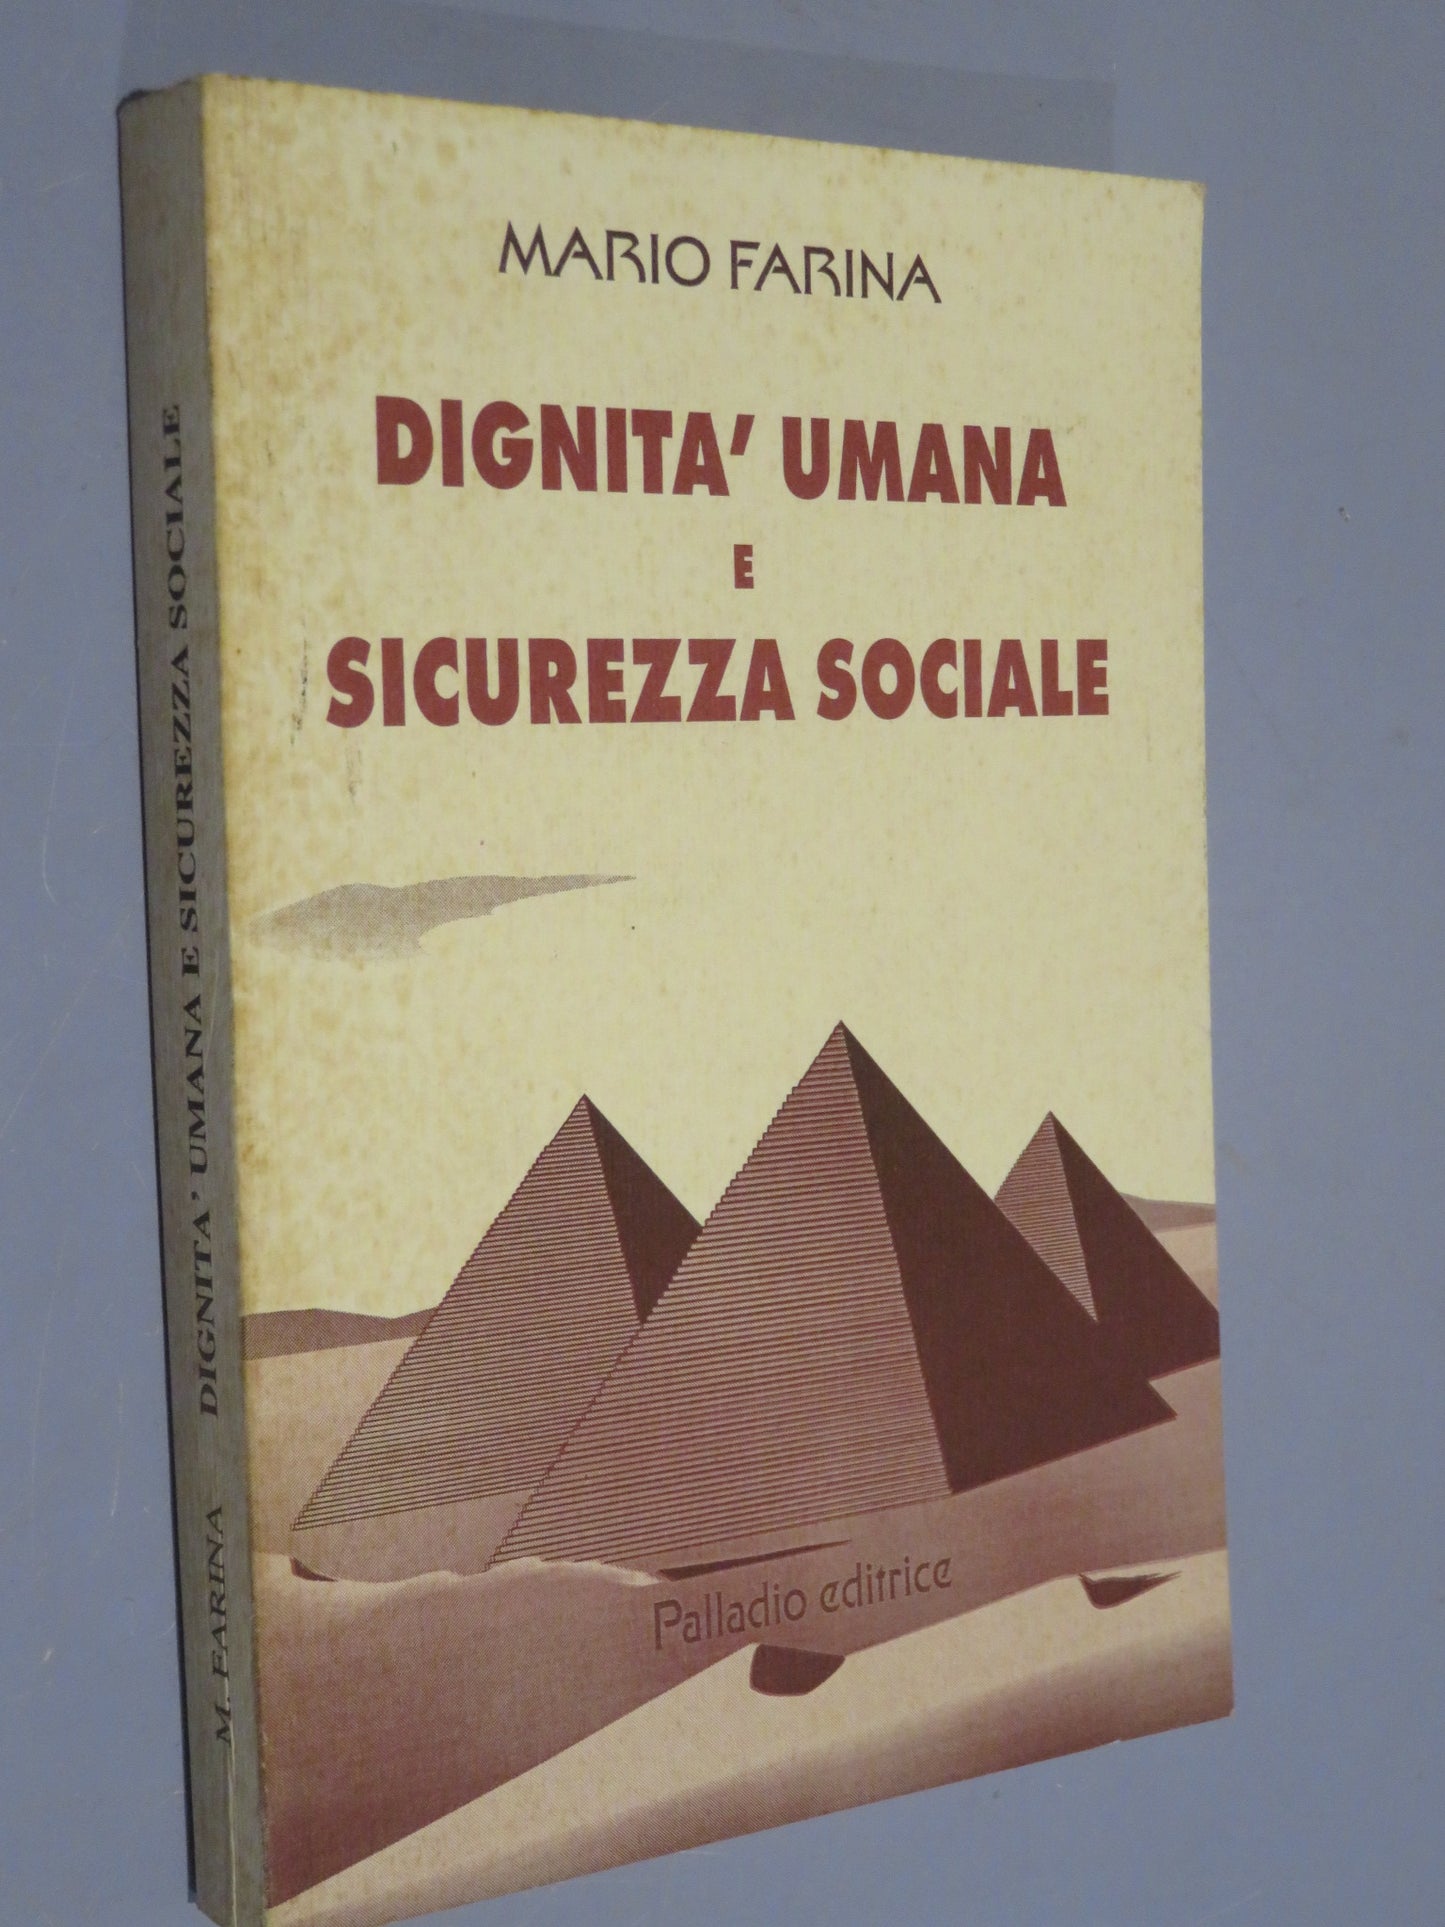 MARIO FARINA
DIGNITA' UMANA
E
SICUREZZA SOCIALE
Palladio editrice
M. FARINA DIGNITA' UMANA E SICUREZZA SOCIALE